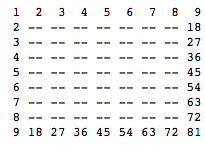 1 2 3 4 5 6 7 8 9
2 -- -- -- -- -- -- -- 18
3 -- -- -- -- -- -- -- 27
4 -- -- -- -- -- -- -- 36
5 -- -- -- -- -- -- -- 45
6 -- -- -- -- -- -- -- 54
7 -- -- -- -- -- -- -- 63
8 -- -- -- -- -- -- -- 72
9 18 27 36 45 54 63 72 81